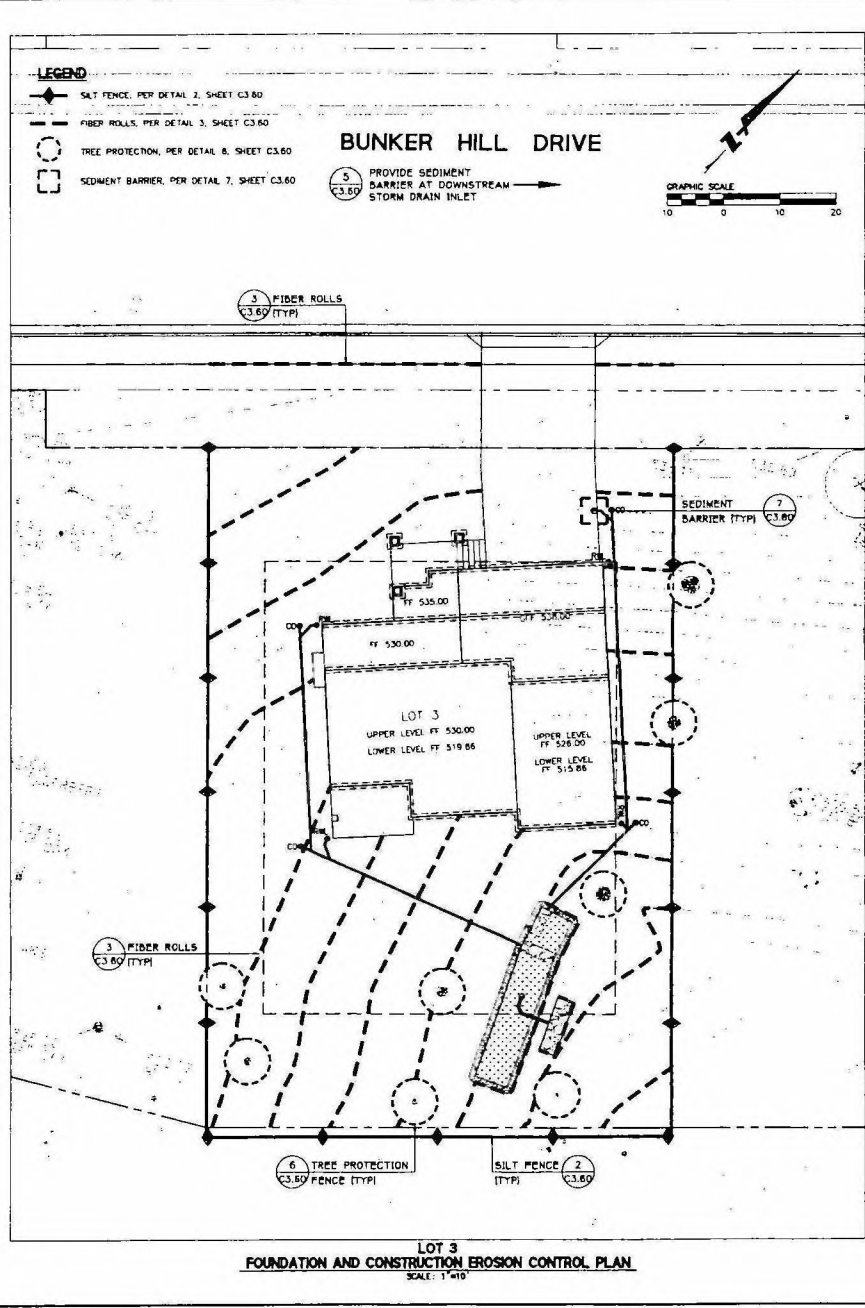 LEGEND
SILT FENCE, PER DETAIL 2, SHEET C3.60
FIBER ROLLS, PER DETAIL 3, SHEET C3.60
TREE PROTECTION, PER DETAIL 6, SHEET C3.60
SEDIMENT BARRIER, PER DETAIL 7, SHEET C3.60
BUNKER HILL DRIVE
5
C3.60
PROVIDE SEDIMENT
BARRIER AT DOWNSTREAM
STORM DRAIN INLET
GRAPHIC SCALE
10 0 10 20
3
C3.60
FIBER ROLLS
(TYP)
SEDIMENT
BARRIER (TYP)
7
C3.60
CO
FF 535.00
CO
FF 530.00
LOT 3
UPPER LEVEL FF 530.00
LOWER LEVEL FF 519.86
UPPER LEVEL
FF 526.00
LOWER LEVEL
FF 515.86
CO
CO
3
C3.60
FIBER ROLLS
(TYP)
6
C3.60
TREE PROTECTION
FENCE (TYP)
SILT FENCE
(TYP)
2
C3.60
LOT 3
FOUNDATION AND CONSTRUCTION EROSION CONTROL PLAN
SCALE: 1"=10'